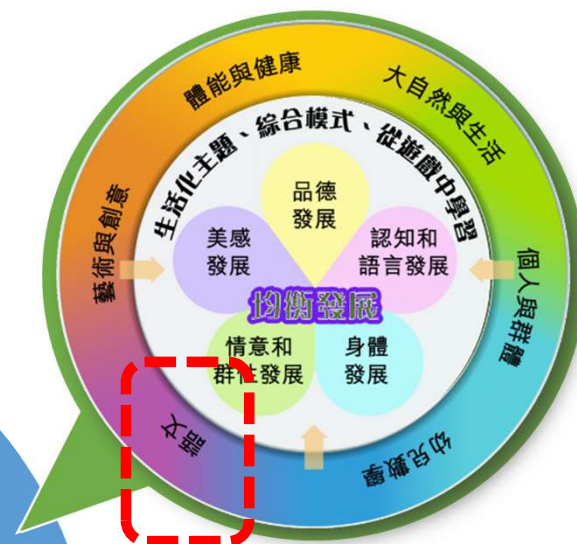 體能與健康
大自然與生活
個人與群體
幼兒數學
語文
藝術與創意
生活化主題、綜合模式、從遊戲中學習
品德
發展
認知和
語言發展
身體
發展
情意和
群性發展
美感
發展
均衡發展